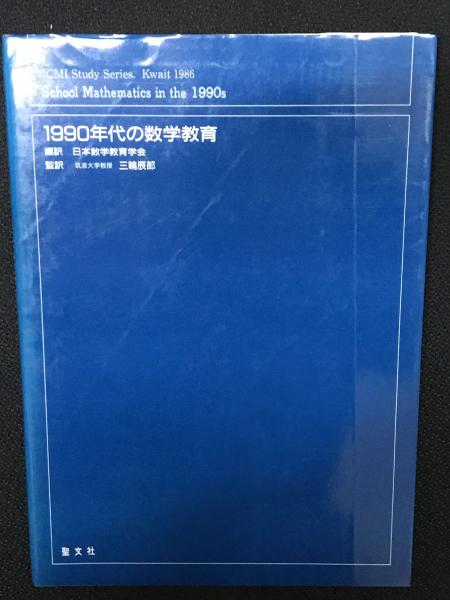 ICMI Study Series. Kwait 1986
School Mathematics in the 1990s
1990年代の数学教育
編訳 日本数学教育学会
監訳 筑波大学教授 三輪辰郎
聖文社